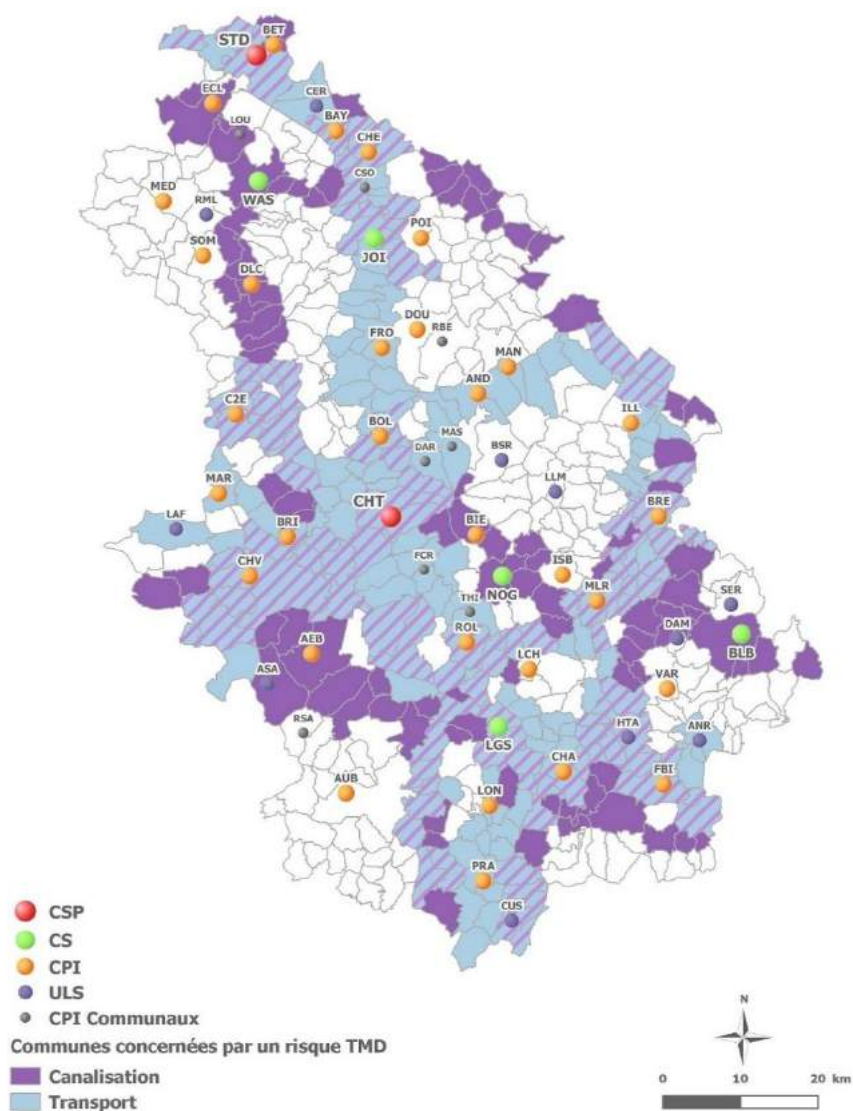 BET
STD
ECL
CER
LOU
BAY
CHE
CSO
MED
WAS
RML
POI
SOM
JOI
DLC
DOU
RBE
FRO
MAN
AND
C2E
ILL
BOL
MAS
DAR
BSR
MAR
LLM
CHT
BRE
LAF
BRI
BIE
CHV
FCR
ISB
NOG
MLR
SER
THI
DAM
AEB
ROL
BLB
LCH
ASA
VAR
RSA
HTA
ANR
LGS
CHA
FBI
AUB
LON
PRA
CUS
CSP
CS
CPI
ULS
CPI Communaux
N
Communes concernées par un risque TMD
Canalisation
0 10 20 km
Transport